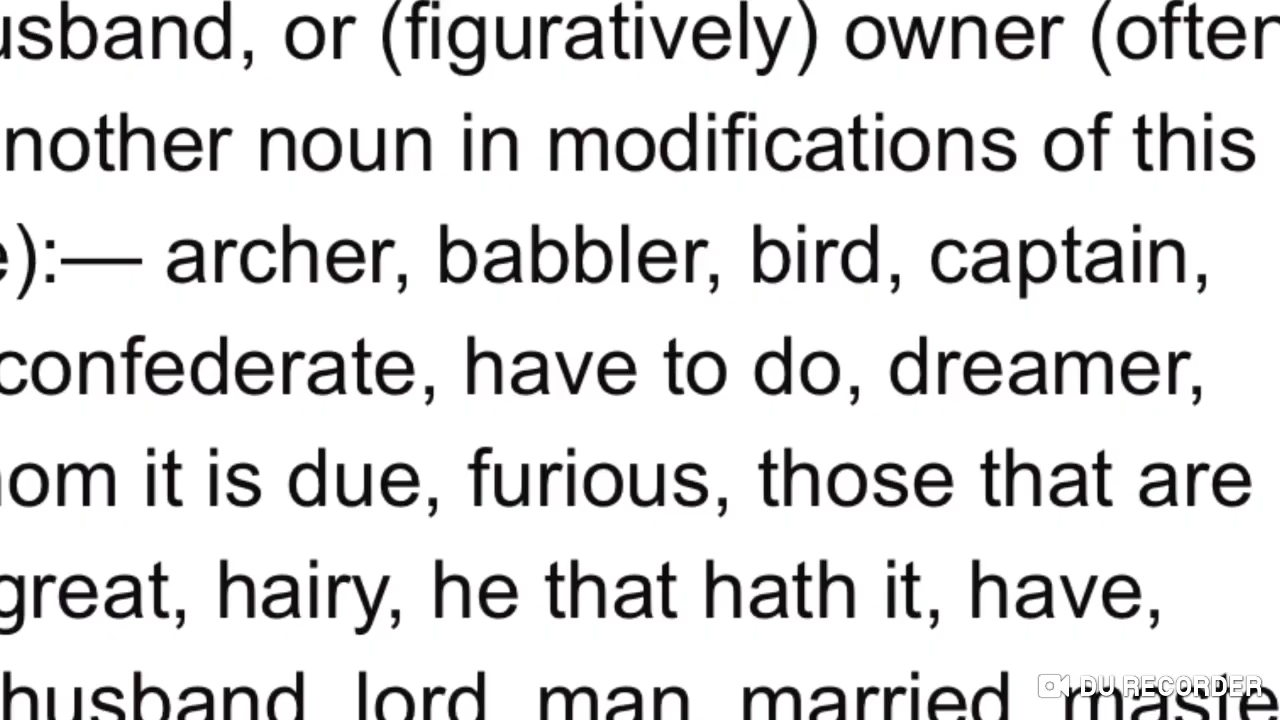 usband, or (figuratively) owner (often
nother noun in modifications of this
e):— archer, babbler, bird, captain,
confederate, have to do, dreamer,
hom it is due, furious, those that are
great, hairy, he that hath it, have,
husband, lord, man, married, maste
DU RECORDER